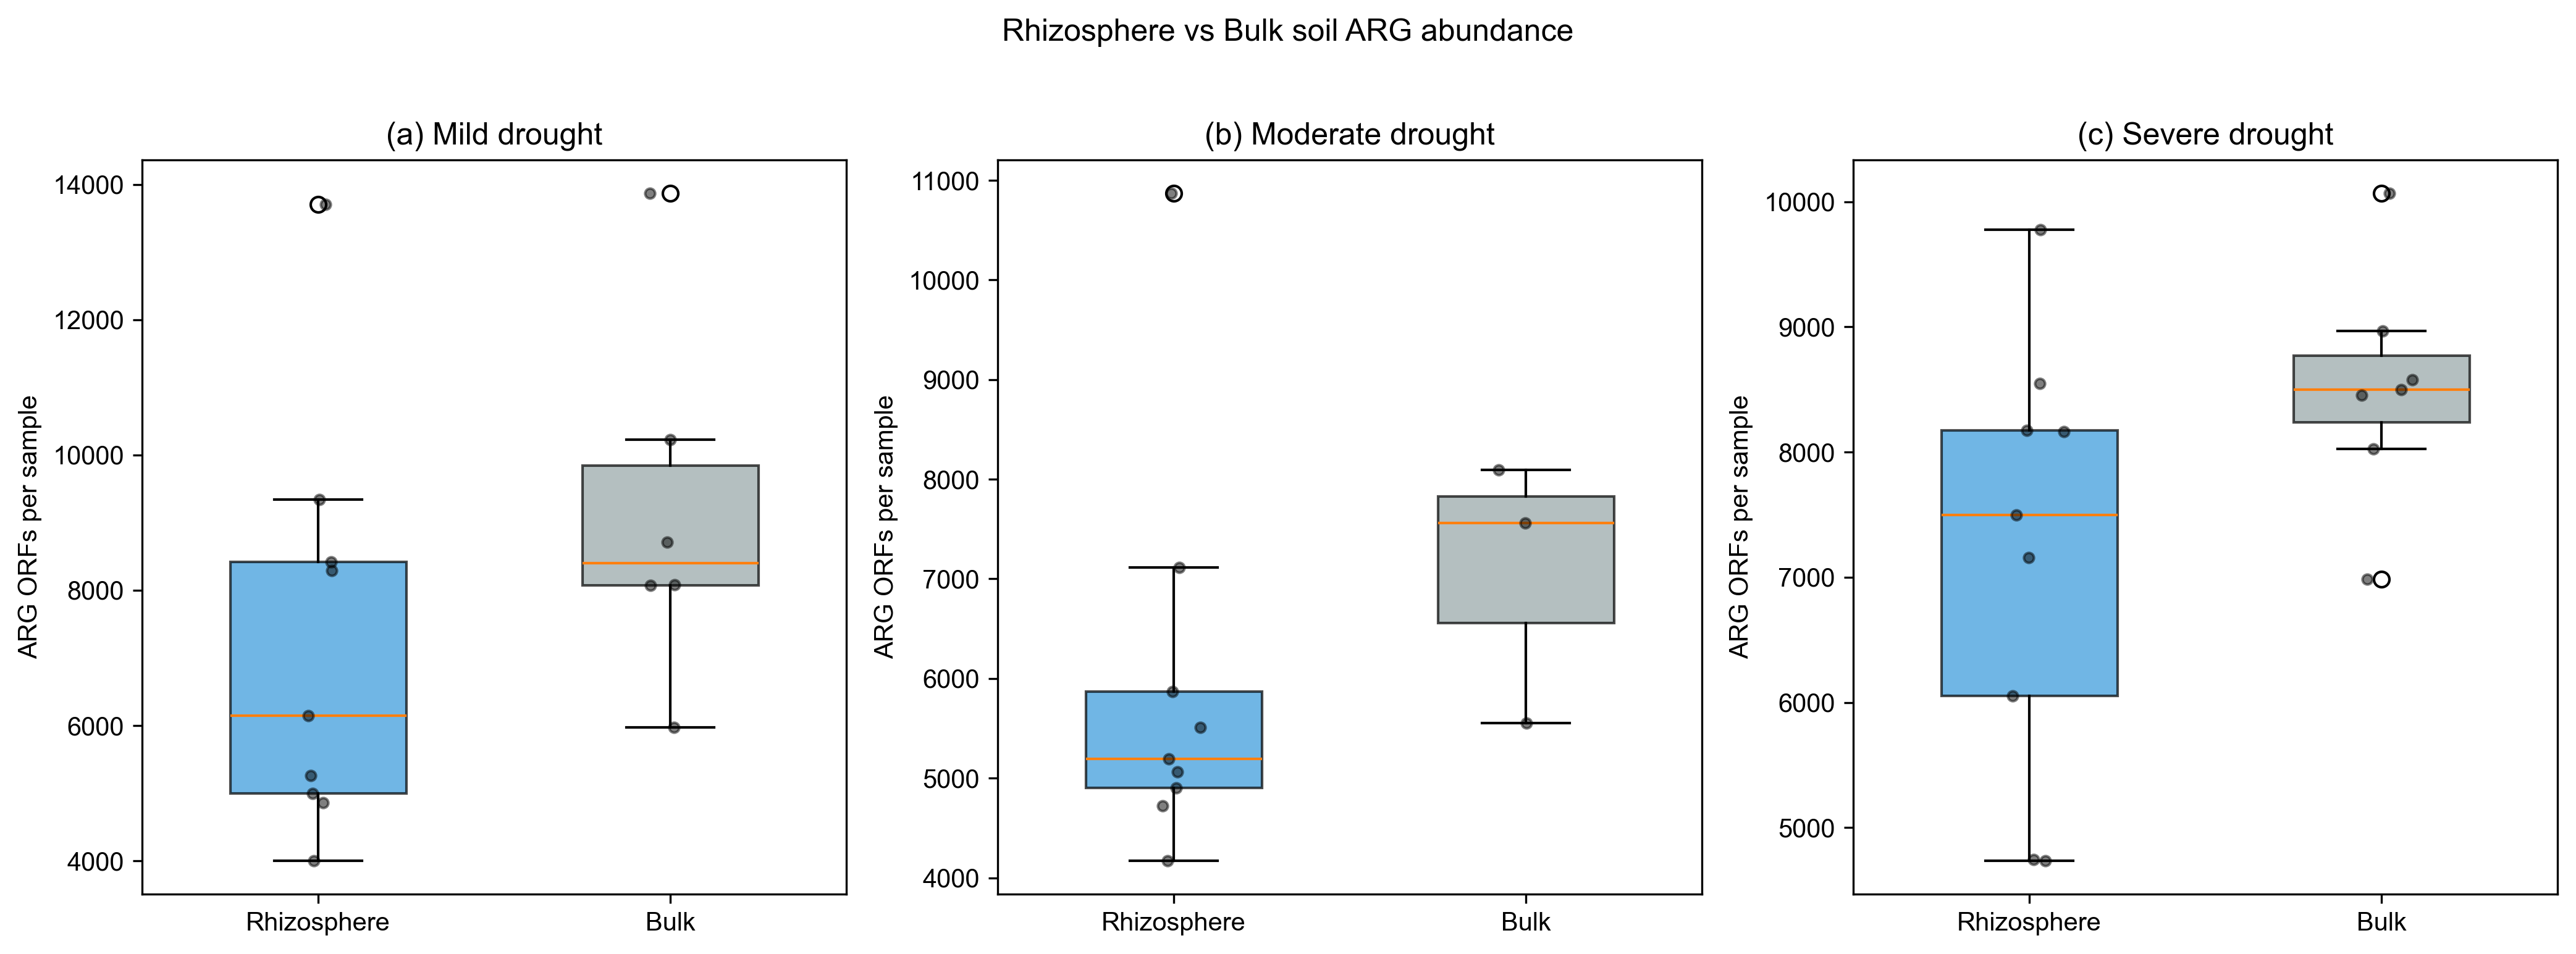 Rhizosphere vs Bulk soil ARG abundance
(a) Mild drought
ARG ORFs per sample
14000
12000
10000
8000
6000
4000
Rhizosphere
Bulk
(b) Moderate drought
ARG ORFs per sample
11000
10000
9000
8000
7000
6000
5000
4000
Rhizosphere
Bulk
(c) Severe drought
ARG ORFs per sample
10000
9000
8000
7000
6000
5000
Rhizosphere
Bulk